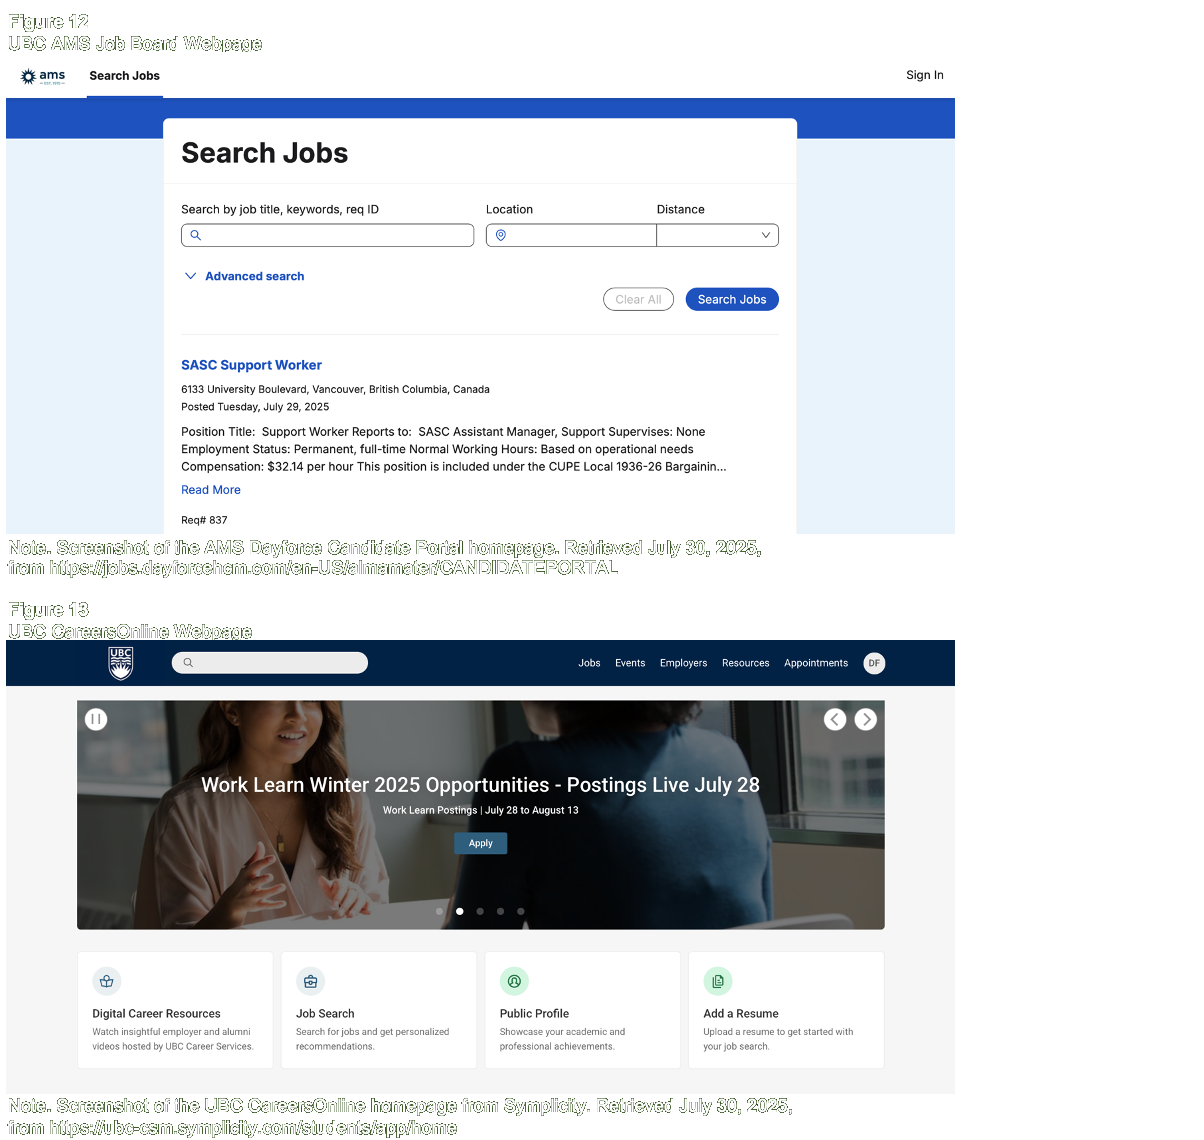 Figure 12
UBC AMS Job Board Webpage
ams
Search Jobs
Sign In
Search Jobs
Search by job title, keywords, req ID
Location
Distance
Advanced search
Clear All
Search Jobs
SASC Support Worker
6133 University Boulevard, Vancouver, British Columbia, Canada
Posted Tuesday, July 29, 2025
Position Title:  Support Worker Reports to:  SASC Assistant Manager, Support Supervises: None
Employment Status: Permanent, full-time Normal Working Hours: Based on operational needs
Compensation: $32.14 per hour This position is included under the CUPE Local 1936-26 Bargainin...
Read More
Req# 837
Note. Screenshot of the AMS Dayforce Candidate Portal homepage. Retrieved July 30, 2025,
from https://jobs.dayforcehcm.com/en-US/almamater/CANDIDATEPORTAL
Figure 13
UBC CareersOnline Webpage
UBC
Jobs
Events
Employers
Resources
Appointments
DF
Work Learn Winter 2025 Opportunities - Postings Live July 28
Work Learn Postings | July 28 to August 13
Apply
Digital Career Resources
Watch insightful employer and alumni
videos hosted by UBC Career Services.
Job Search
Search for jobs and get personalized
recommendations.
Public Profile
Showcase your academic and
professional achievements.
Add a Resume
Upload a resume to get started with
your job search.
Note. Screenshot of the UBC CareersOnline homepage from Symplicity. Retrieved July 30, 2025,
from https://ubc-csm.symplicity.com/students/app/home